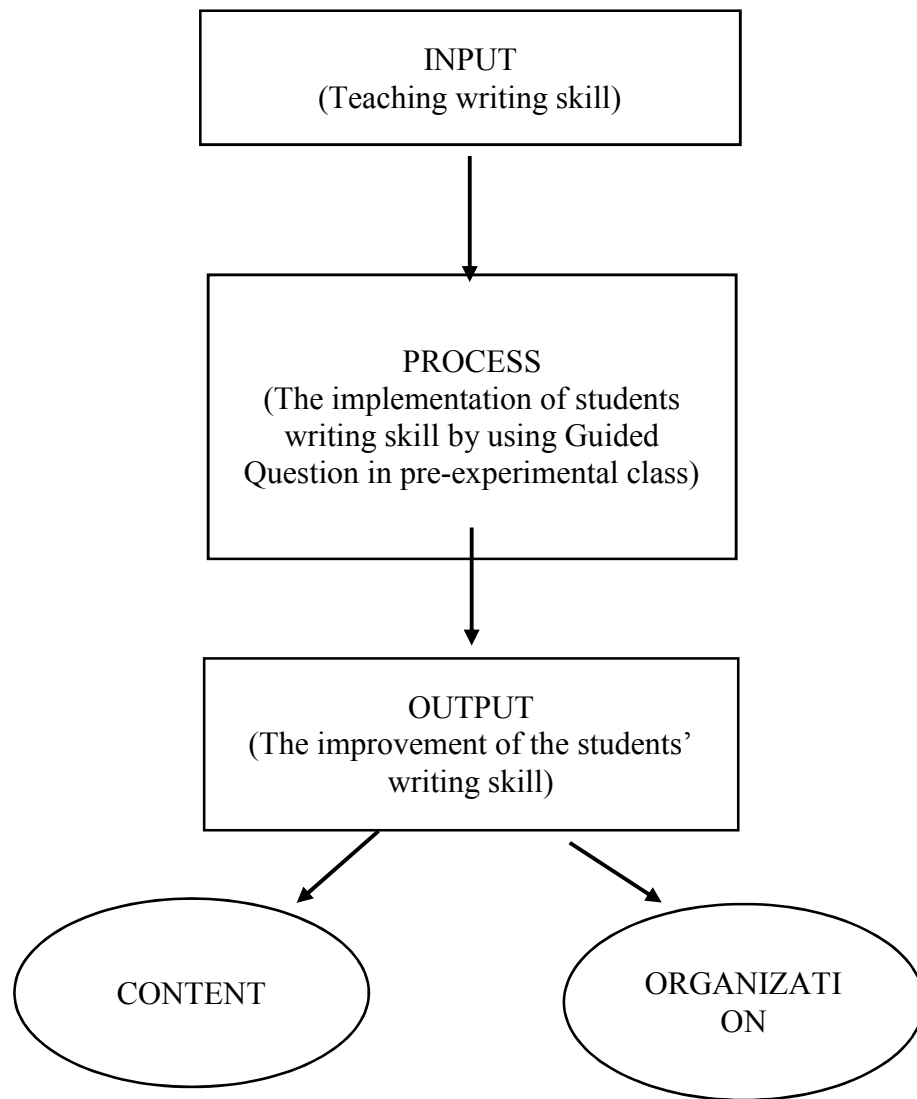 INPUT
(Teaching writing skill)
PROCESS
(The implementation of students
writing skill by using Guided
Question in pre-experimental class)
OUTPUT
(The improvement of the students’
writing skill)
CONTENT
ORGANIZATI
ON